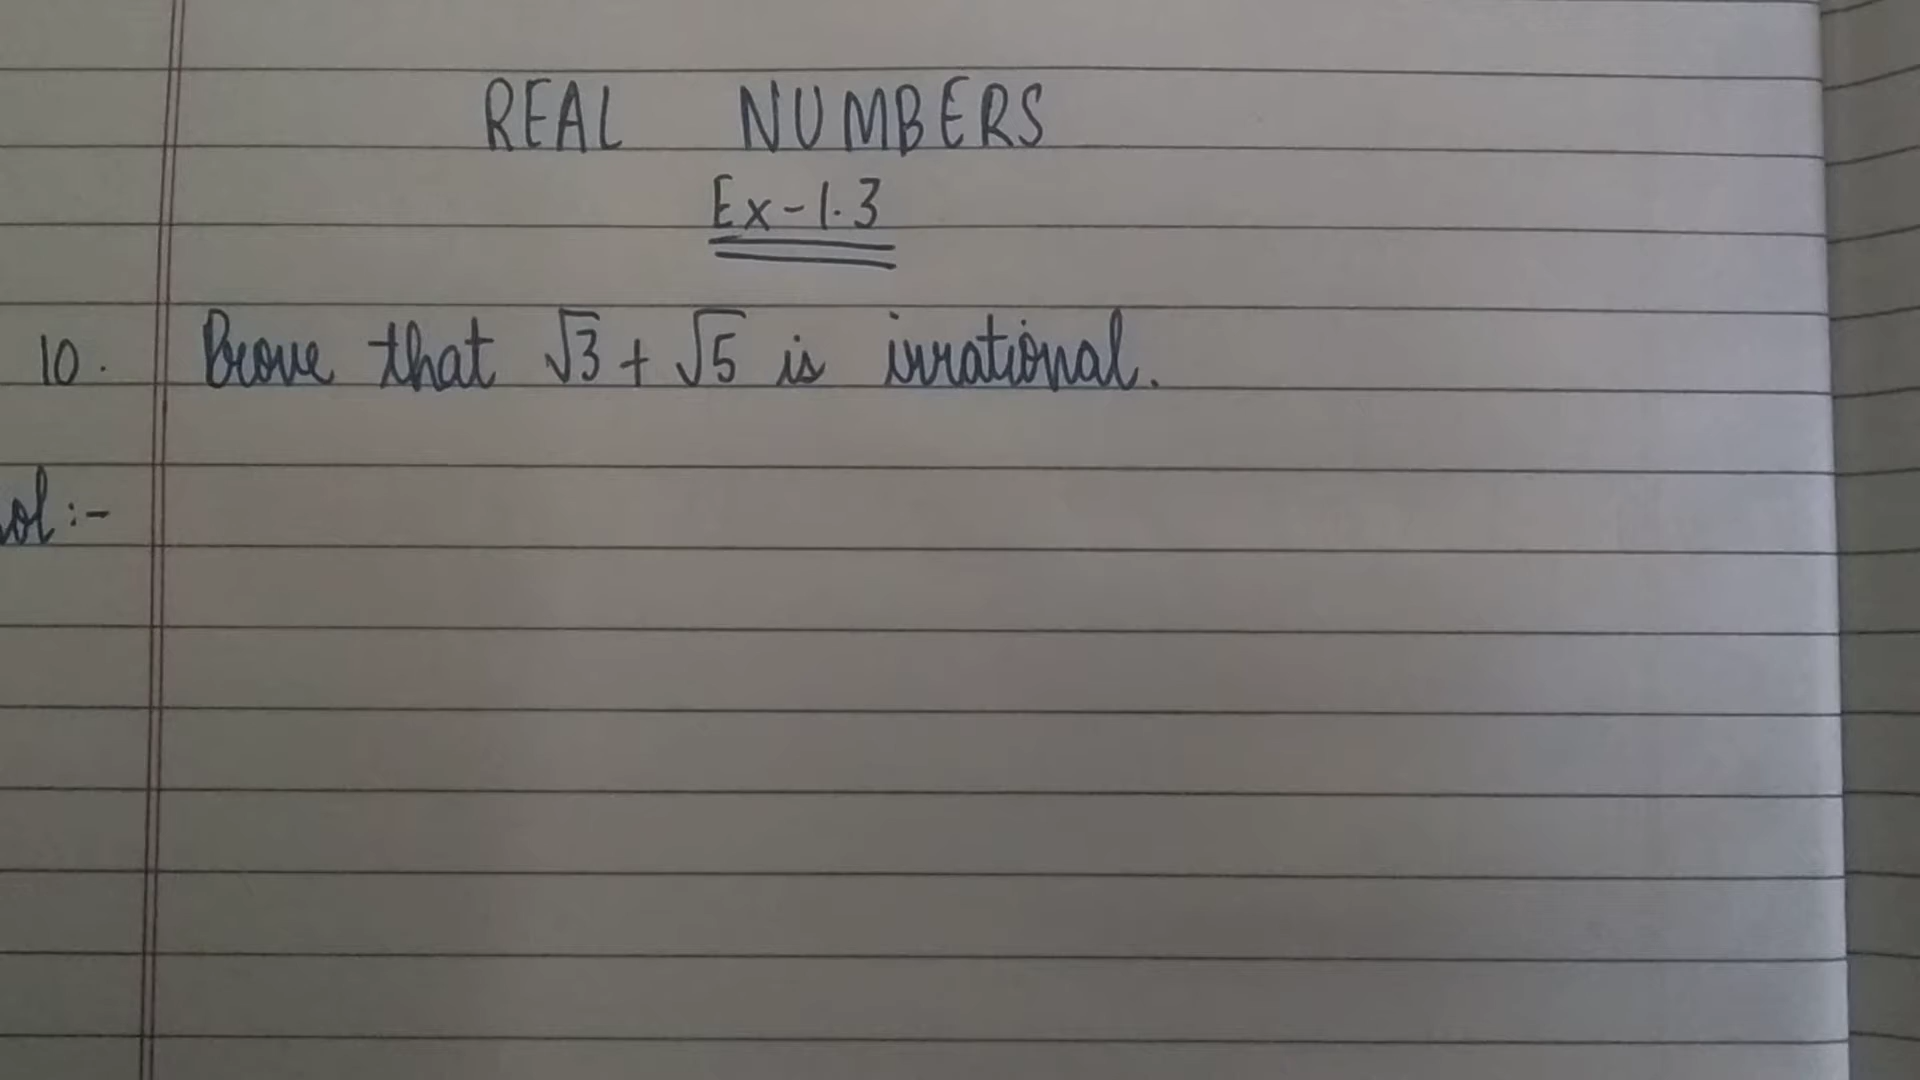 REAL NUMBERS
Ex-1.3
10. Prove that √3 + √5 is irrational.
ol:-